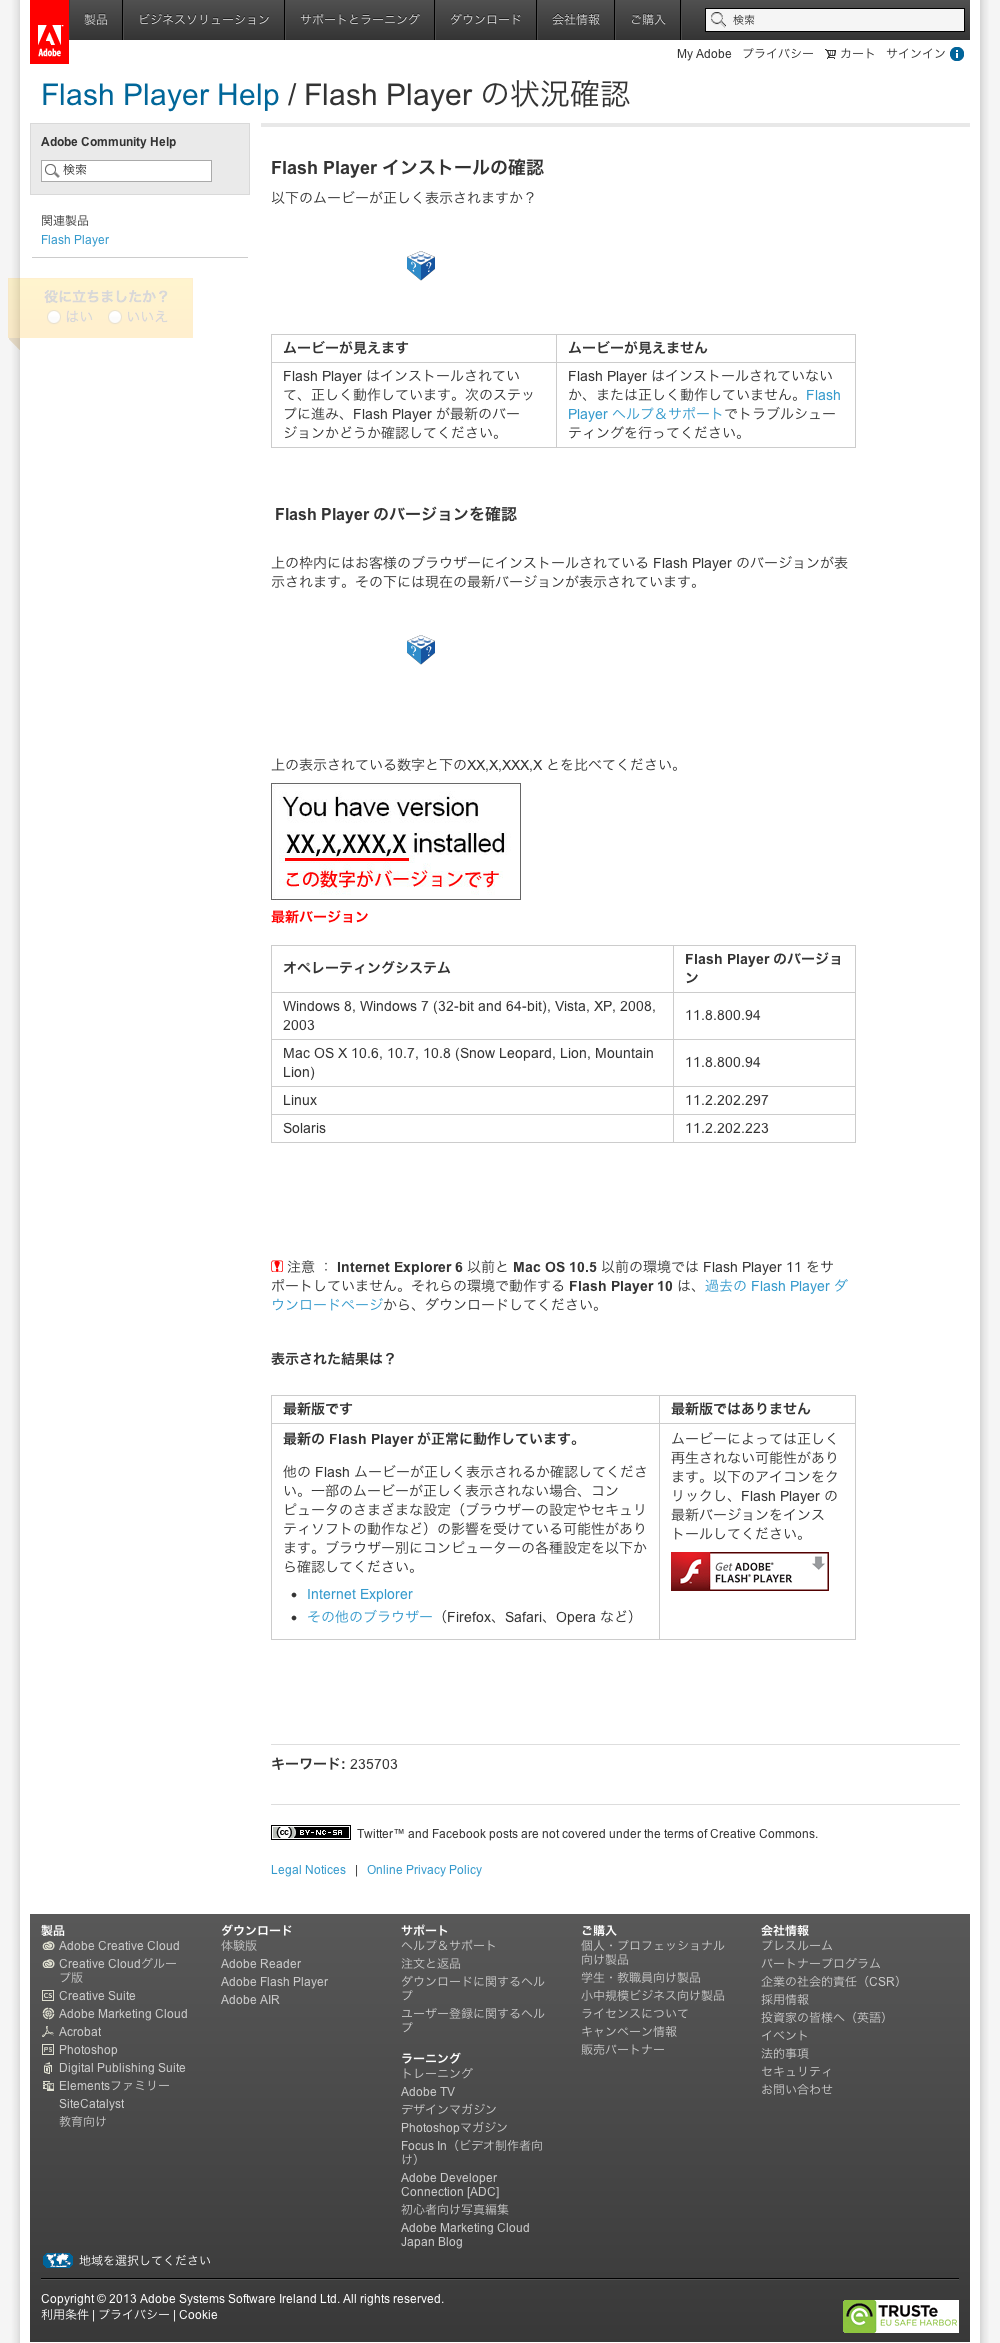 製品 ビジネスソリューション サポートとラーニング ダウンロード 会社情報 ご購入 検索
Adobe
My Adobe プライバシー カート サインイン
Flash Player Help / Flash Player の状況確認
Adobe Community Help
検索
関連製品
Flash Player
役に立ちましたか？
はい いいえ
Flash Player インストールの確認
以下のムービーが正しく表示されますか？
ムービーが見えます ムービーが見えません
Flash Player はインストールされてい
て、正しく動作しています。次のステッ
プに進み、Flash Player が最新のバー
ジョンかどうか確認してください。
Flash Player はインストールされていない
か、または正しく動作していません。Flash
Player ヘルプ＆サポートでトラブルシュー
ティングを行ってください。
Flash Player のバージョンを確認
上の枠内にはお客様のブラウザーにインストールされている Flash Player のバージョンが表
示されます。その下には現在の最新バージョンが表示されています。
上の表示されている数字と下のXX,X,XXX,X とを比べてください。
You have version
XX,X,XXX,X installed
この数字がバージョンです
最新バージョン
オペレーティングシステム
Flash Player のバージョ
ン
Windows 8, Windows 7 (32-bit and 64-bit), Vista, XP, 2008,
2003
11.8.800.94
Mac OS X 10.6, 10.7, 10.8 (Snow Leopard, Lion, Mountain
Lion)
11.8.800.94
Linux 11.2.202.297
Solaris 11.2.202.223
注意 ： Internet Explorer 6 以前と Mac OS 10.5 以前の環境では Flash Player 11 をサ
ポートしていません。それらの環境で動作する Flash Player 10 は、過去の Flash Player ダ
ウンロードページから、ダウンロードしてください。
表示された結果は？
最新版です 最新版ではありません
最新の Flash Player が正常に動作しています。
他の Flash ムービーが正しく表示されるか確認してくださ
い。一部のムービーが正しく表示されない場合、コン
ピュータのさまざまな設定（ブラウザーの設定やセキュリ
ティソフトの動作など）の影響を受けている可能性があり
ます。ブラウザー別にコンピューターの各種設定を以下か
ら確認してください。
• Internet Explorer
• その他のブラウザー（Firefox、Safari、Opera など）
ムービーによっては正しく
再生されない可能性があり
ます。以下のアイコンをク
リックし、Flash Player の
最新バージョンをインス
トールしてください。
Get ADOBE®
FLASH® PLAYER
キーワード: 235703
(cc) BY-NC-SA Twitter™ and Facebook posts are not covered under the terms of Creative Commons.
Legal Notices | Online Privacy Policy
製品
Adobe Creative Cloud
Creative Cloudグルー
プ版
Creative Suite
Adobe Marketing Cloud
Acrobat
Photoshop
Digital Publishing Suite
Elementsファミリー
SiteCatalyst
教育向け
ダウンロード
体験版
Adobe Reader
Adobe Flash Player
Adobe AIR
サポート
ヘルプ＆サポート
注文と返品
ダウンロードに関するヘル
プ
ユーザー登録に関するヘル
プ
ラーニング
トレーニング
Adobe TV
デザインマガジン
Photoshopマガジン
Focus In（ビデオ制作者向
け）
Adobe Developer
Connection [ADC]
初心者向け写真編集
Adobe Marketing Cloud
Japan Blog
ご購入
個人・プロフェッショナル
向け製品
学生・教職員向け製品
小中規模ビジネス向け製品
ライセンスについて
キャンペーン情報
販売パートナー
会社情報
プレスルーム
パートナープログラム
企業の社会的責任（CSR）
採用情報
投資家の皆様へ（英語）
イベント
法的事項
セキュリティ
お問い合わせ
地域を選択してください
Copyright © 2013 Adobe Systems Software Ireland Ltd. All rights reserved.
利用条件 | プライバシー | Cookie
TRUSTe
EU SAFE HARBOR